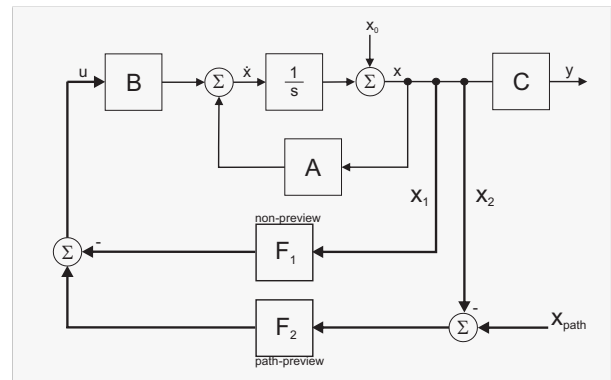 x₀
u
B
Σ
ẋ
1
s
Σ
x
C
y
A
x₁
x₂
non-preview
F₁
Σ
-
F₂
path-preview
-
Σ
x_path